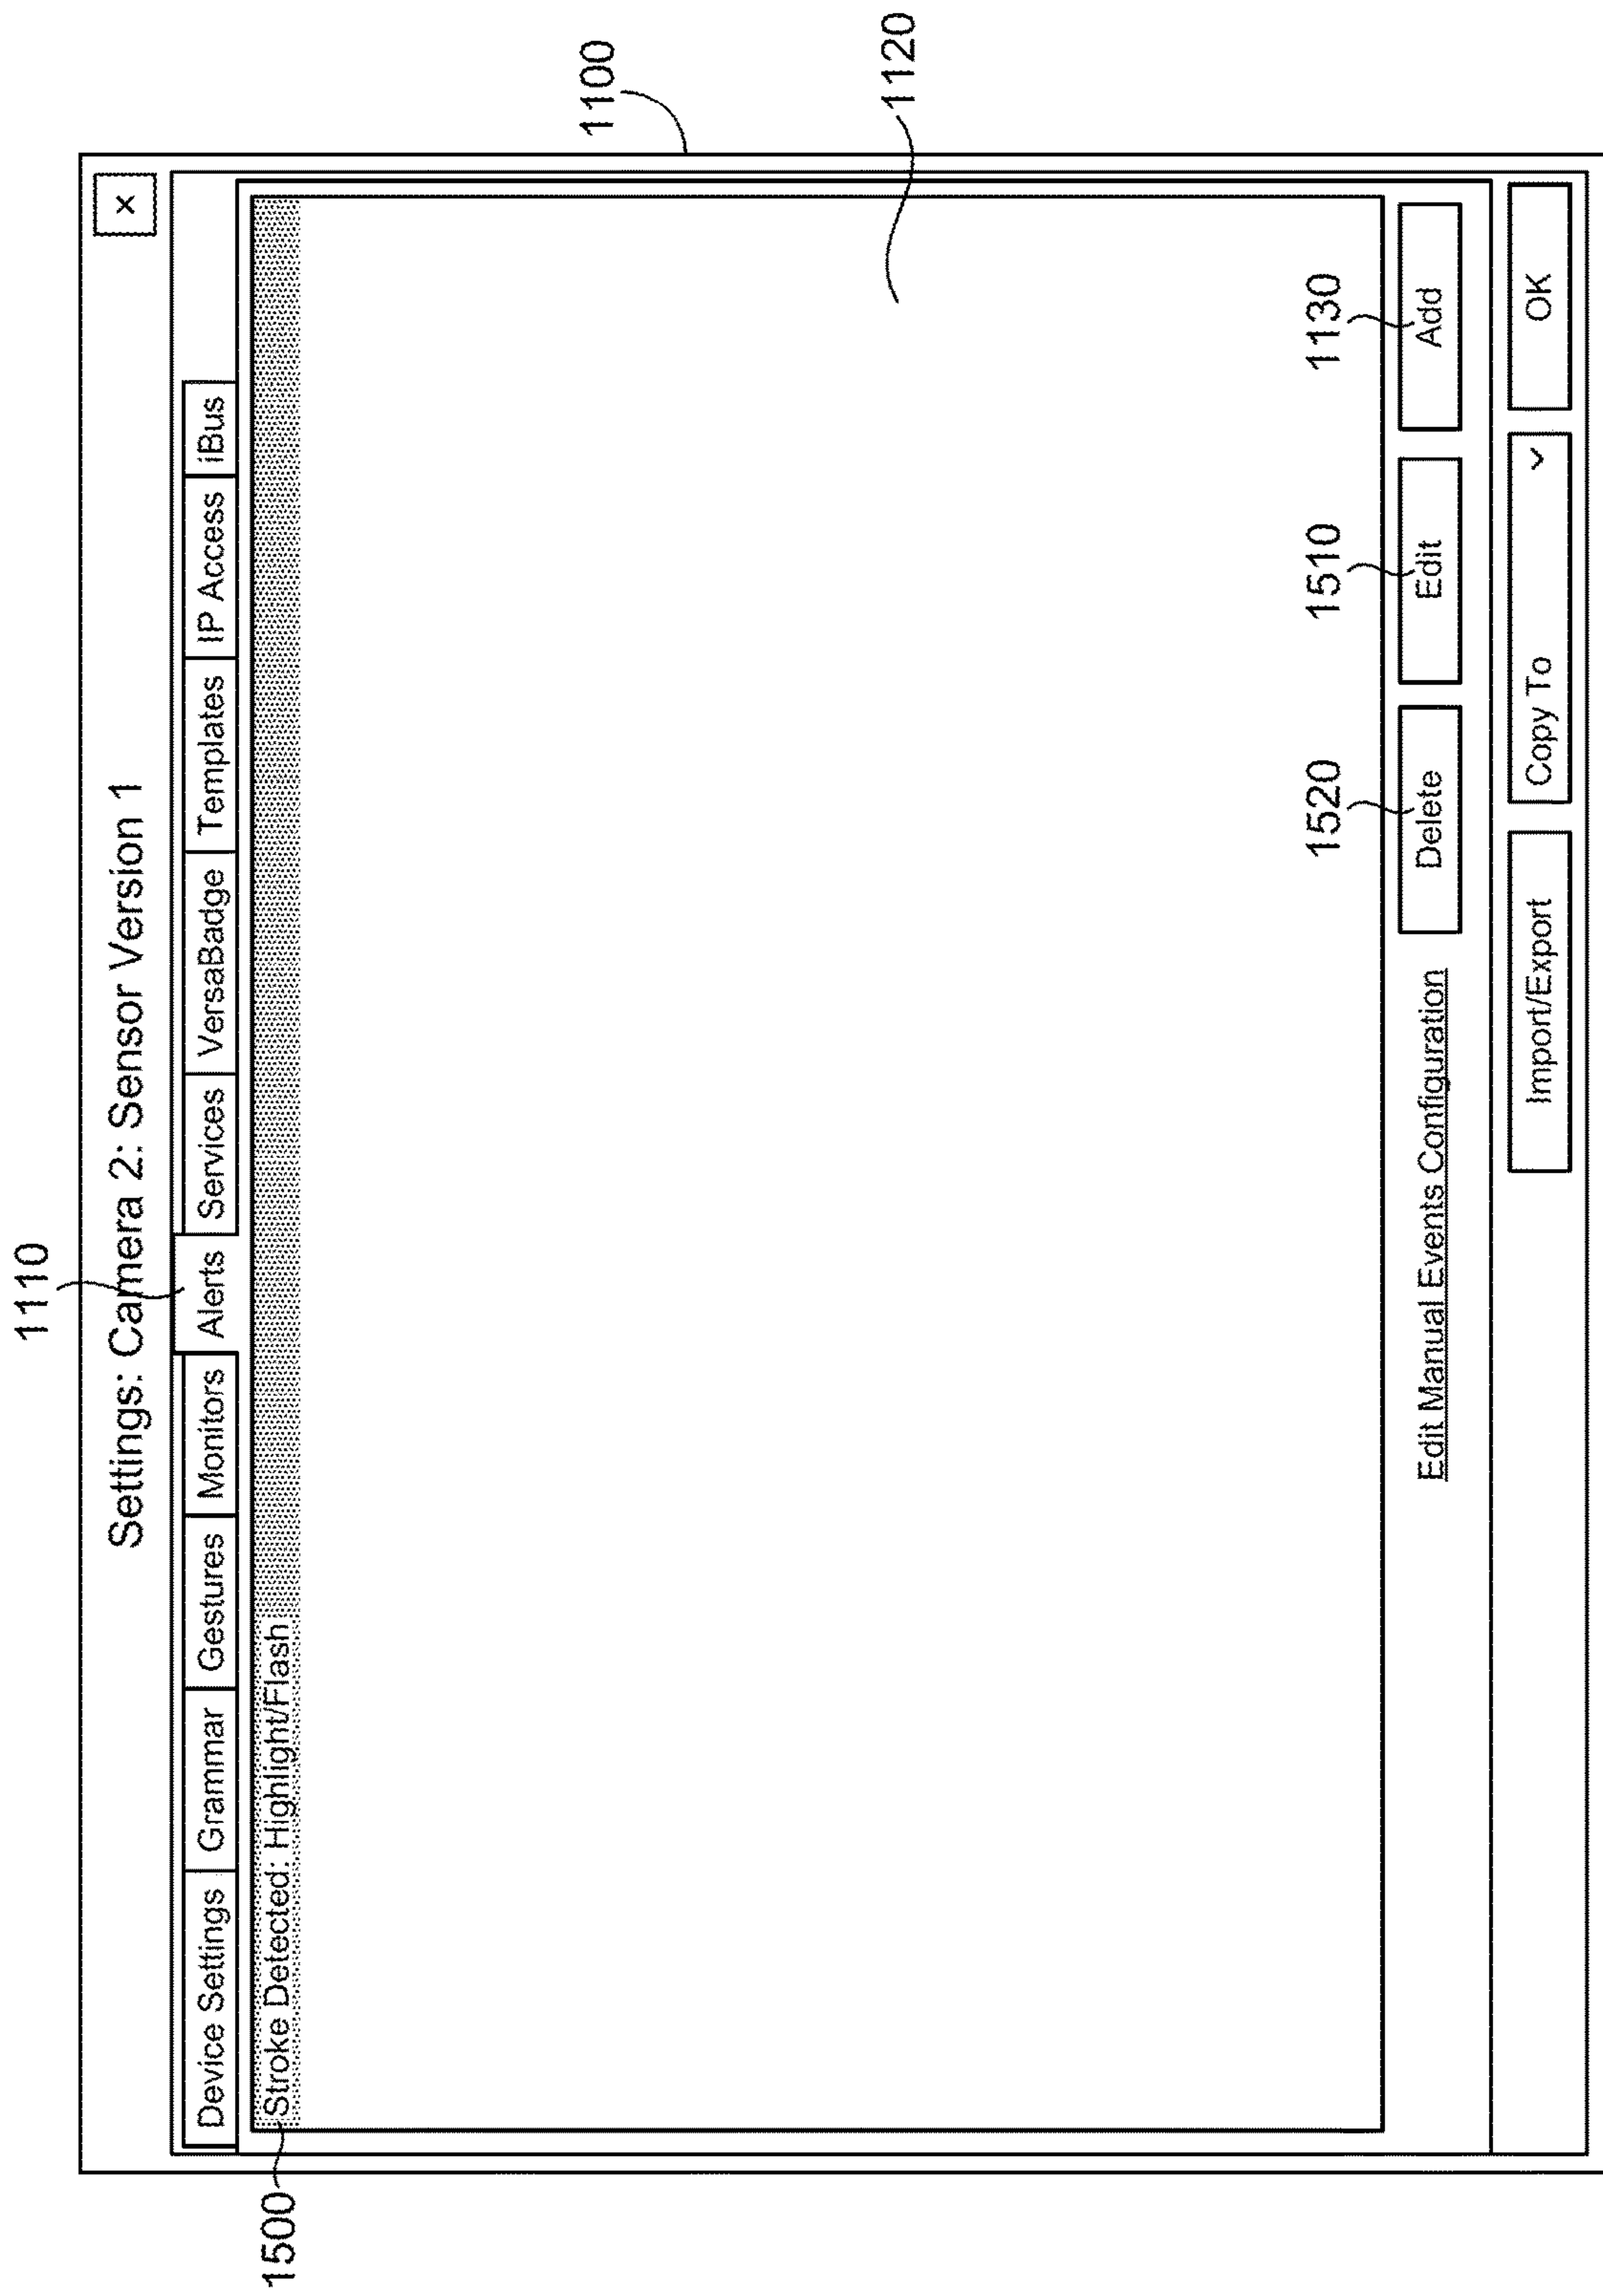 1110
Settings: Camera 2: Sensor Version 1
×
1100
Device Settings
Grammar
Gestures
Monitors
Alerts
Services
VersaBadge
Templates
IP Access
iBus
1500
Stroke Detected: Highlight/Flash
1120
1520
1510
1130
Edit Manual Events Configuration
Delete
Edit
Add
Import/Export
Copy To
OK